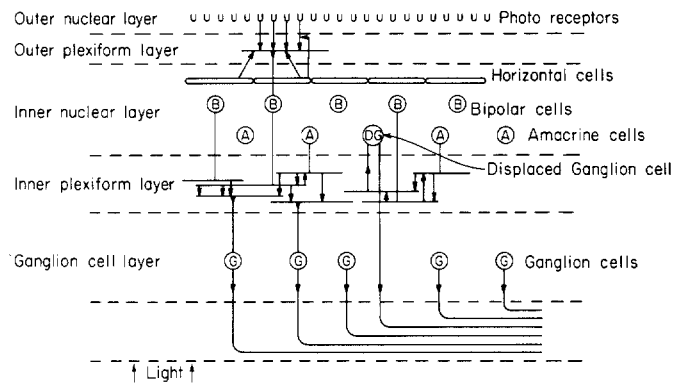 Outer nuclear layer
Photo receptors
Outer plexiform layer
Horizontal cells
Inner nuclear layer
B B B B B Bipolar cells
A A DG A A Amacrine cells
Displaced Ganglion cell
Inner plexiform layer
Ganglion cell layer
G G G G G Ganglion cells
Light